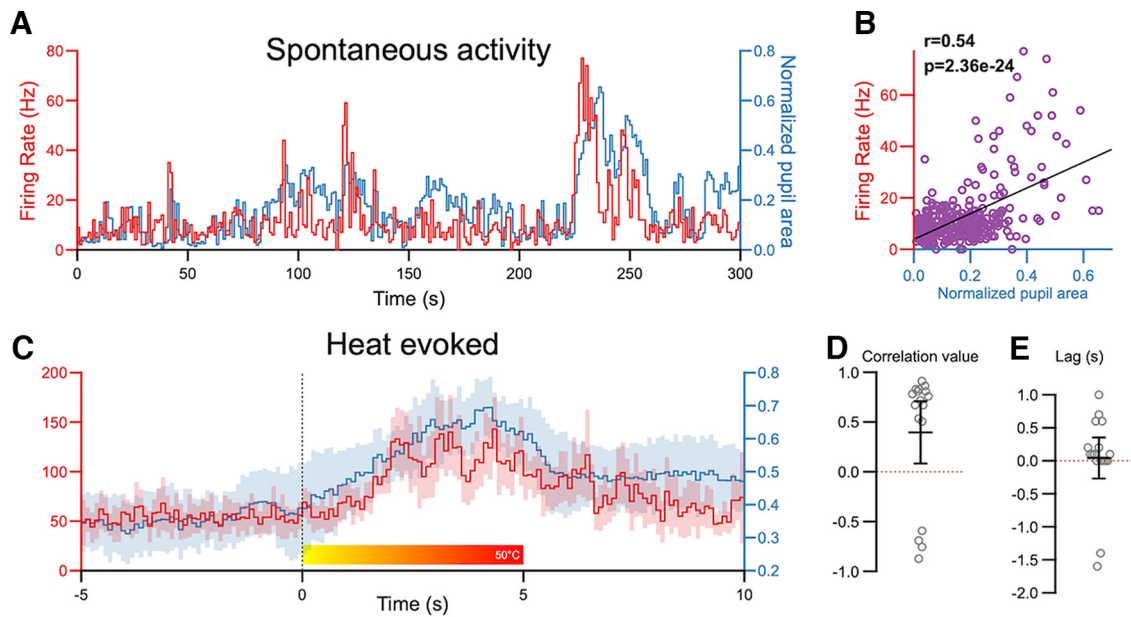 A
Spontaneous activity
80
60
40
20
0
Firing Rate (Hz)
0.8
0.6
0.4
0.2
0.0
Normalized pupil area
0
50
100
150
200
250
300
Time (s)
B
r=0.54
p=2.36e-24
60
40
20
0
Firing Rate (Hz)
0.0
0.2
0.4
0.6
Normalized pupil area
C
Heat evoked
200
150
100
50
0
0.8
0.7
0.6
0.5
0.4
0.3
0.2
50°C
-5
0
5
10
Time (s)
D
Correlation value
1.0
0.5
0.0
-0.5
-1.0
E
Lag (s)
1.0
0.5
0.0
-0.5
-1.0
-1.5
-2.0